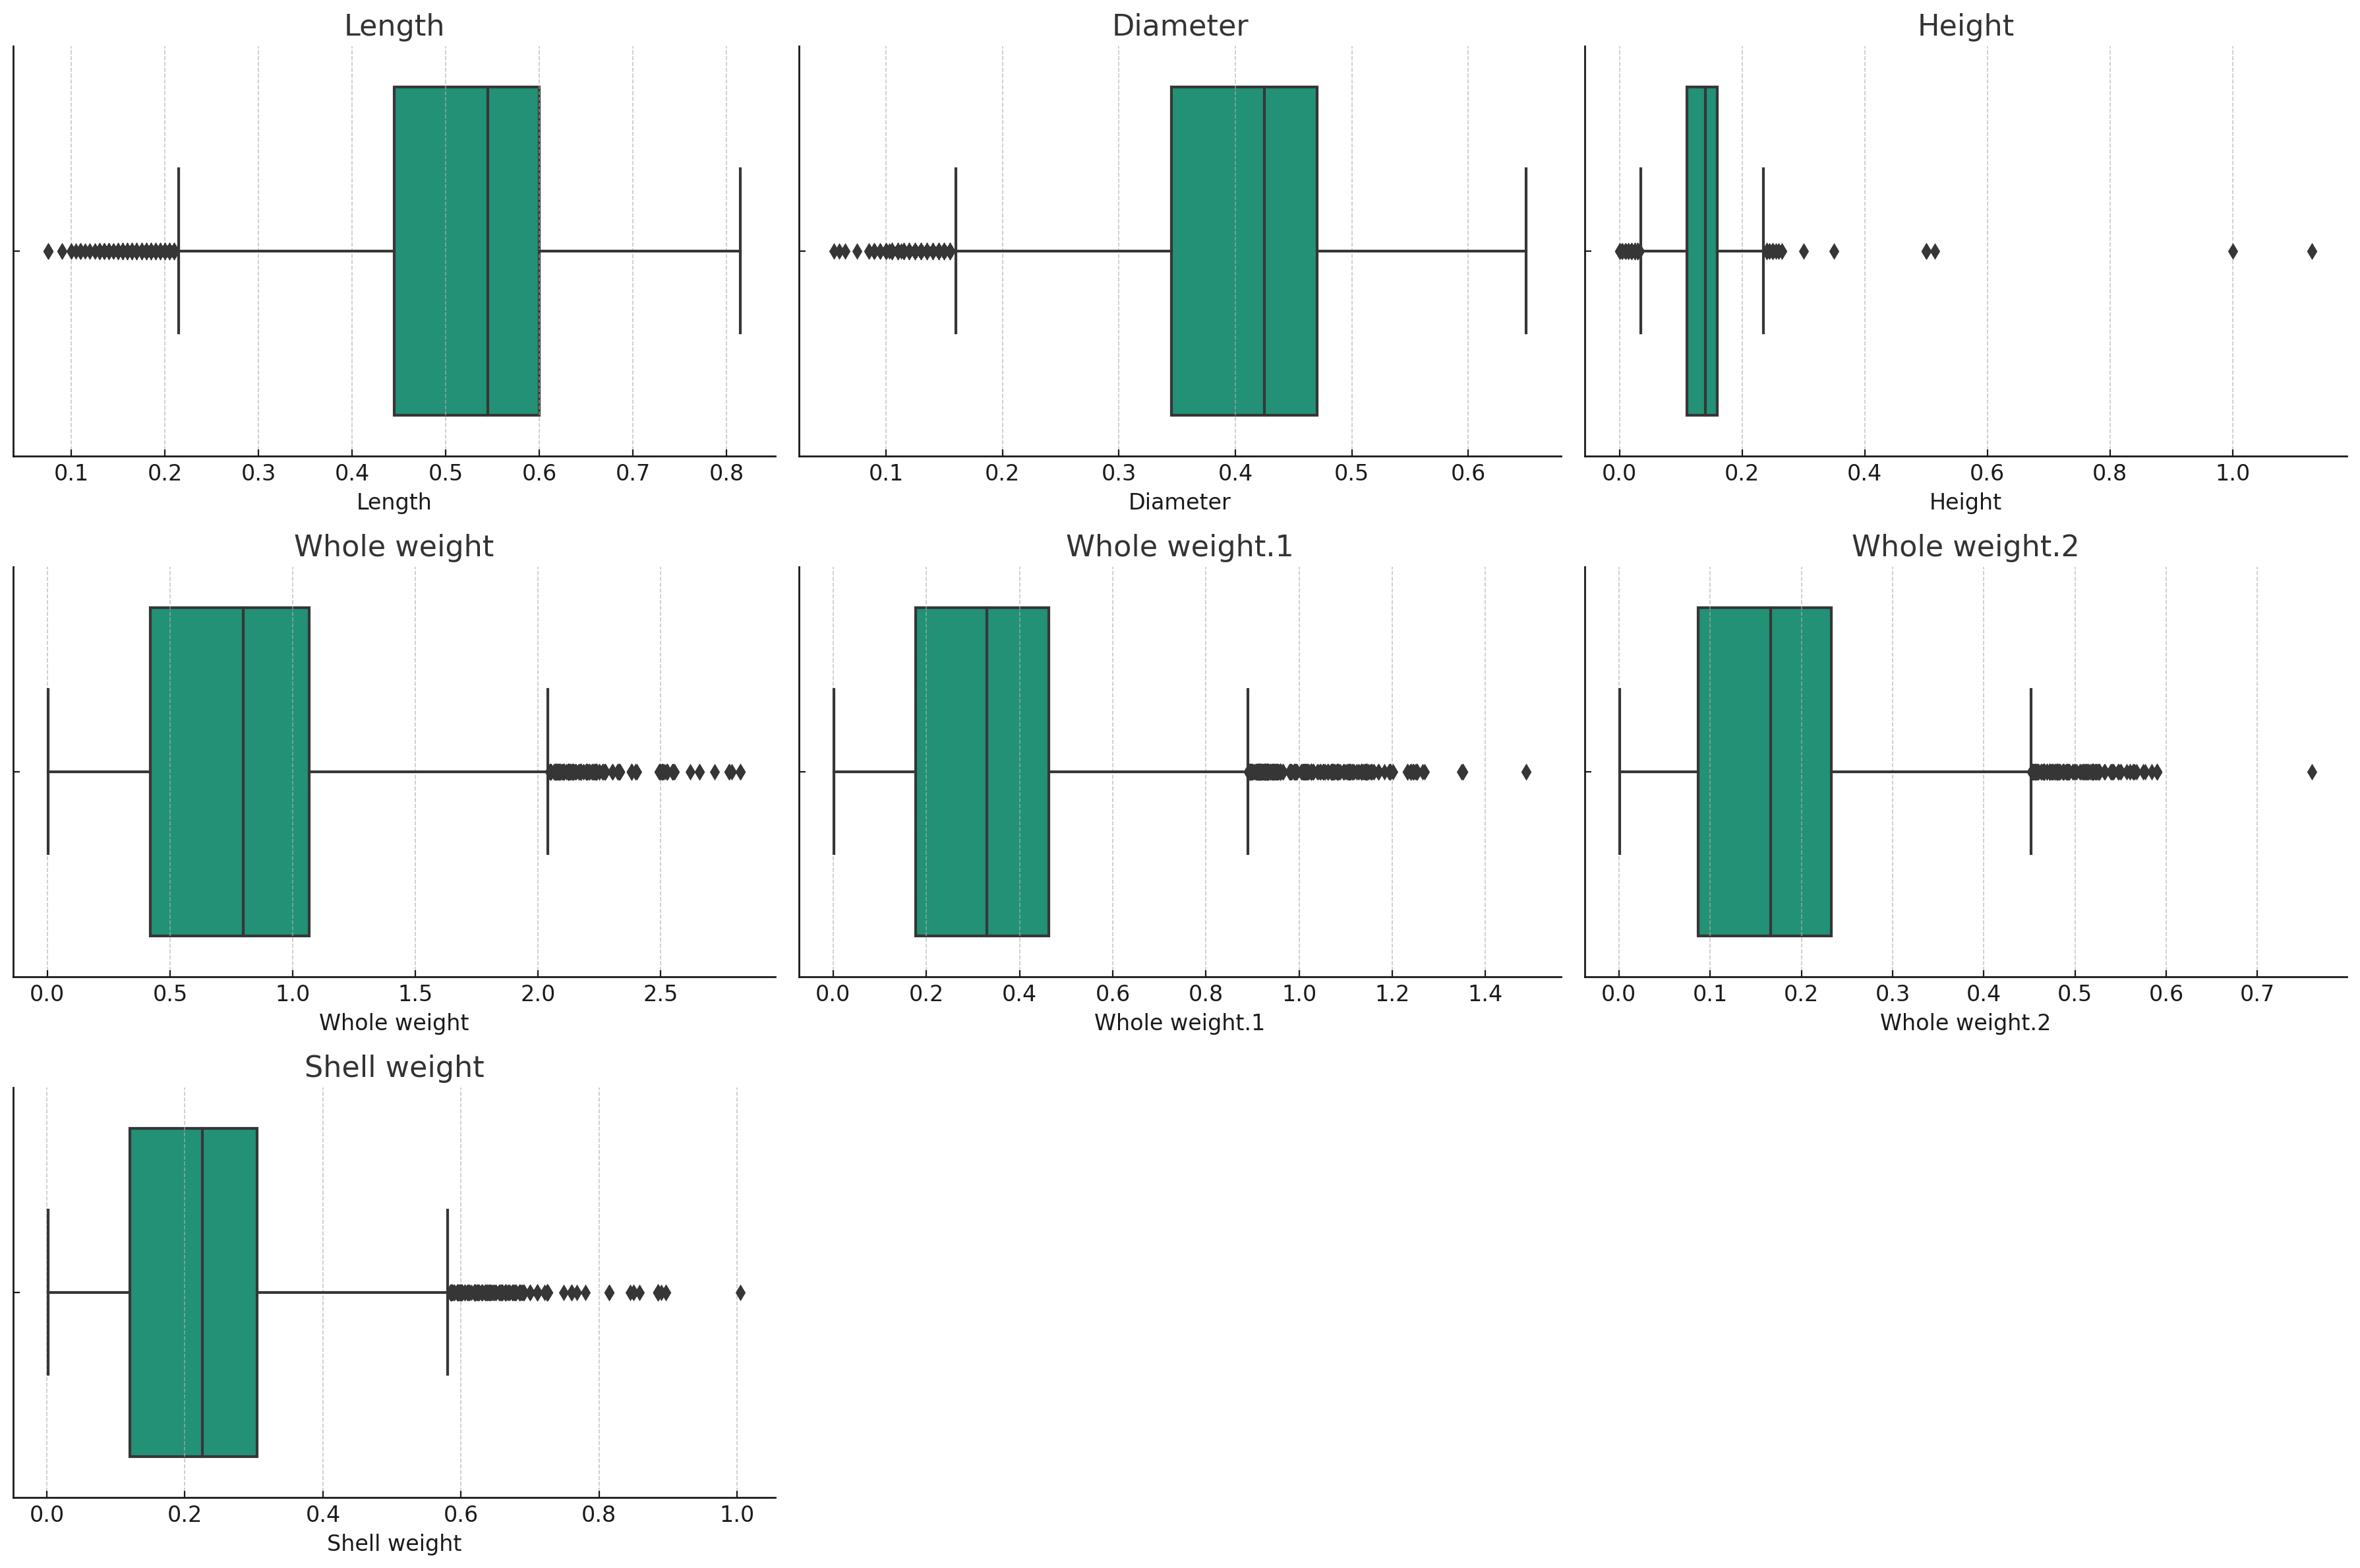 Length
Diameter
Height
0.1 0.2 0.3 0.4 0.5 0.6 0.7 0.8
0.1 0.2 0.3 0.4 0.5 0.6
0.0 0.2 0.4 0.6 0.8 1.0
Length
Diameter
Height
Whole weight
Whole weight.1
Whole weight.2
0.0 0.5 1.0 1.5 2.0 2.5
0.0 0.2 0.4 0.6 0.8 1.0 1.2 1.4
0.0 0.1 0.2 0.3 0.4 0.5 0.6 0.7
Whole weight
Whole weight.1
Whole weight.2
Shell weight
0.0 0.2 0.4 0.6 0.8 1.0
Shell weight